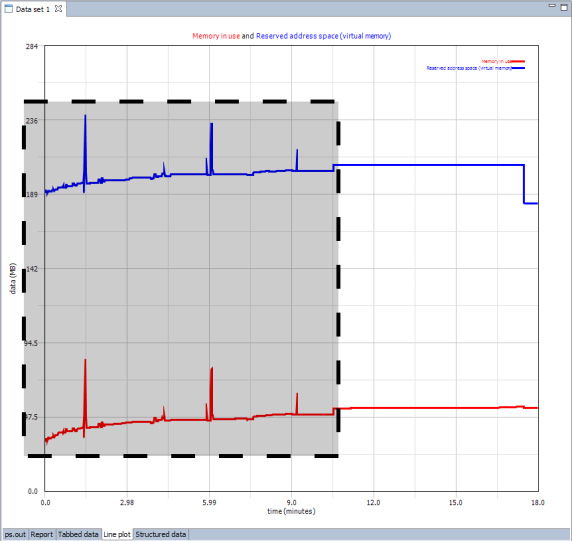 Data set 1
Memory in use and Reserved address space (virtual memory)
Memory in use
Reserved address space (virtual memory)
284
236
189
142
94.5
47.5
0.0
data (MB)
0.0 2.98 5.99 9.0 12.0 15.0 18.0
time (minutes)
ps.out Report Tabbed data Line plot Structured data